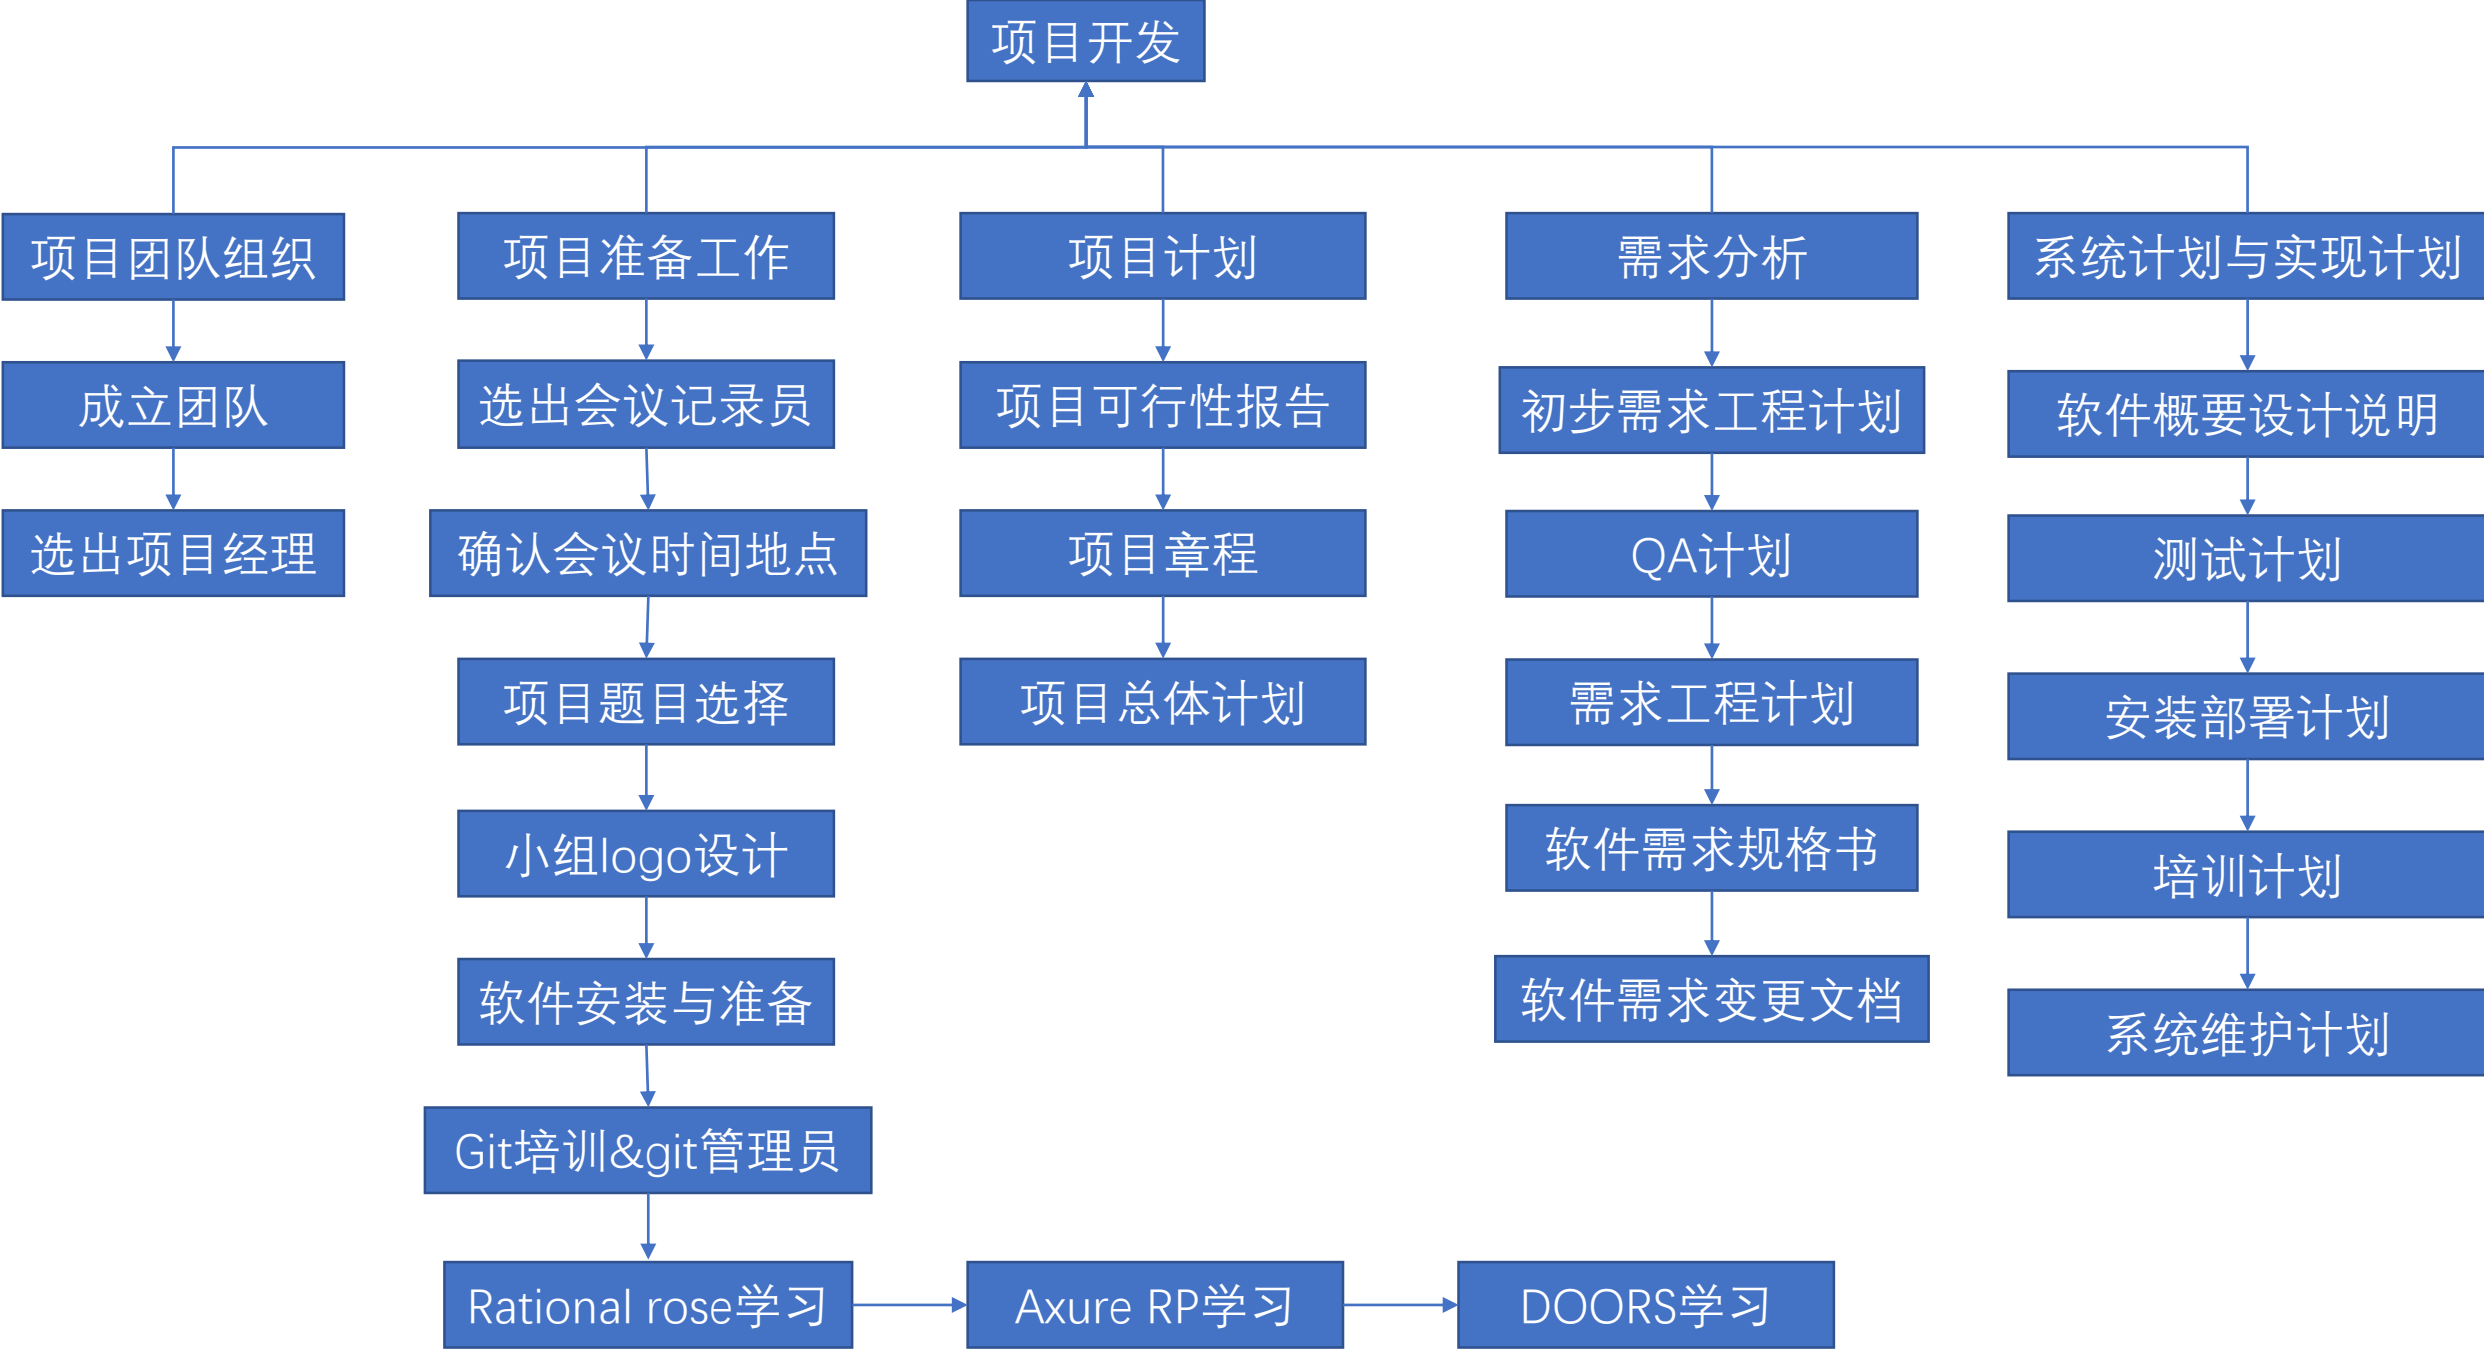 项目开发
项目团队组织
项目准备工作
项目计划
需求分析
系统计划与实现计划
成立团队
选出会议记录员
项目可行性报告
初步需求工程计划
软件概要设计说明
选出项目经理
确认会议时间地点
项目章程
QA计划
测试计划
项目题目选择
项目总体计划
需求工程计划
安装部署计划
小组logo设计
软件需求规格书
培训计划
软件安装与准备
软件需求变更文档
系统维护计划
Git培训&git管理员
Rational rose学习
Axure RP学习
DOORS学习